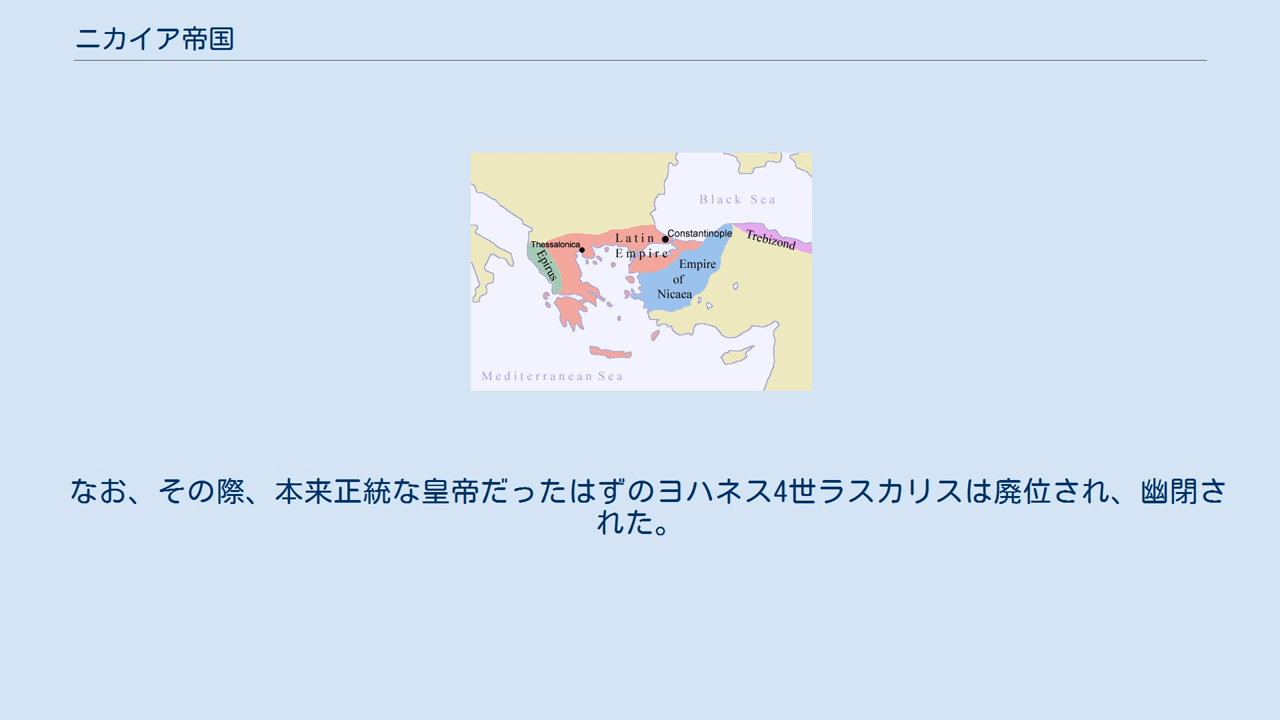 ニカイア帝国
Black Sea
Constantinople
Trebizond
Latin
Empire
Thessalonica
Epirus
Empire
of
Nicaea
Mediterranean Sea
なお、その際、本来正統な皇帝だったはずのヨハネス4世ラスカリスは廃位され、幽閉さ
れた。